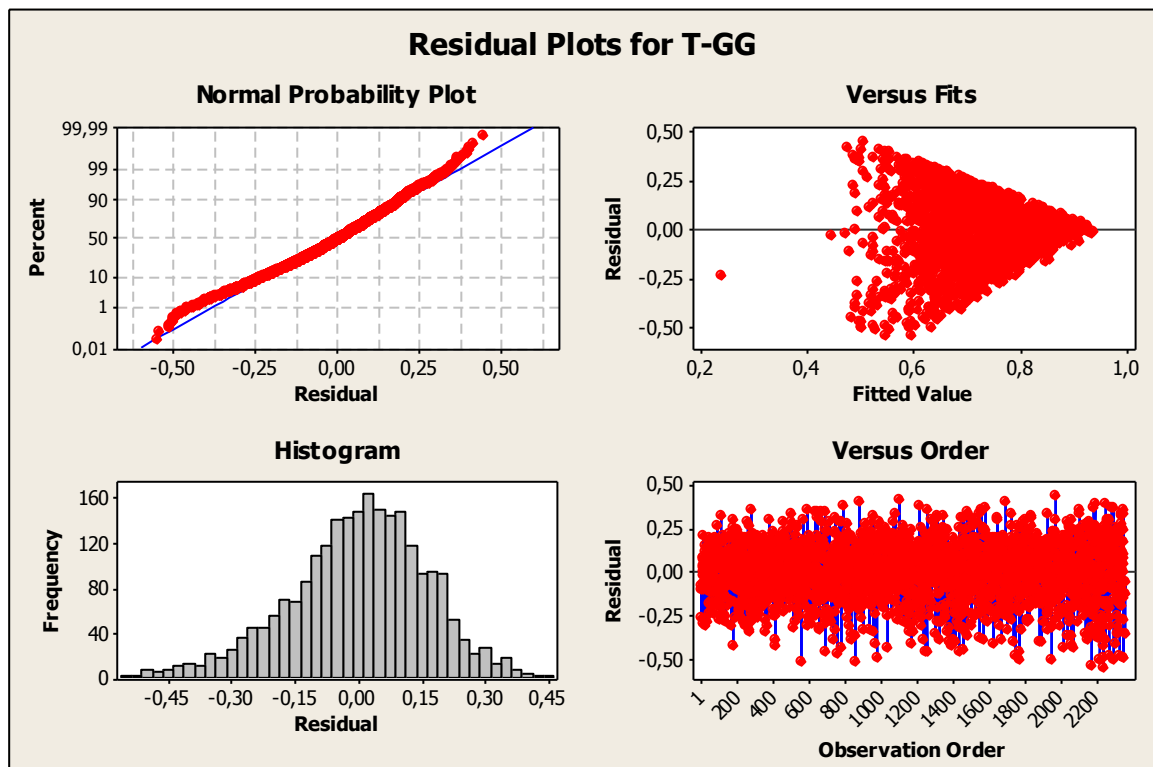 Residual Plots for T-GG
Normal Probability Plot
Percent
99,99
99
90
50
10
1
0,01
-0,50 -0,25 0,00 0,25 0,50
Residual
Versus Fits
Residual
0,50
0,25
0,00
-0,25
-0,50
0,2 0,4 0,6 0,8 1,0
Fitted Value
Histogram
Frequency
160
120
80
40
0
-0,45 -0,30 -0,15 0,00 0,15 0,30 0,45
Residual
Versus Order
Residual
0,50
0,25
0,00
-0,25
-0,50
1 200 400 600 800 1000 1200 1400 1600 1800 2000 2200
Observation Order